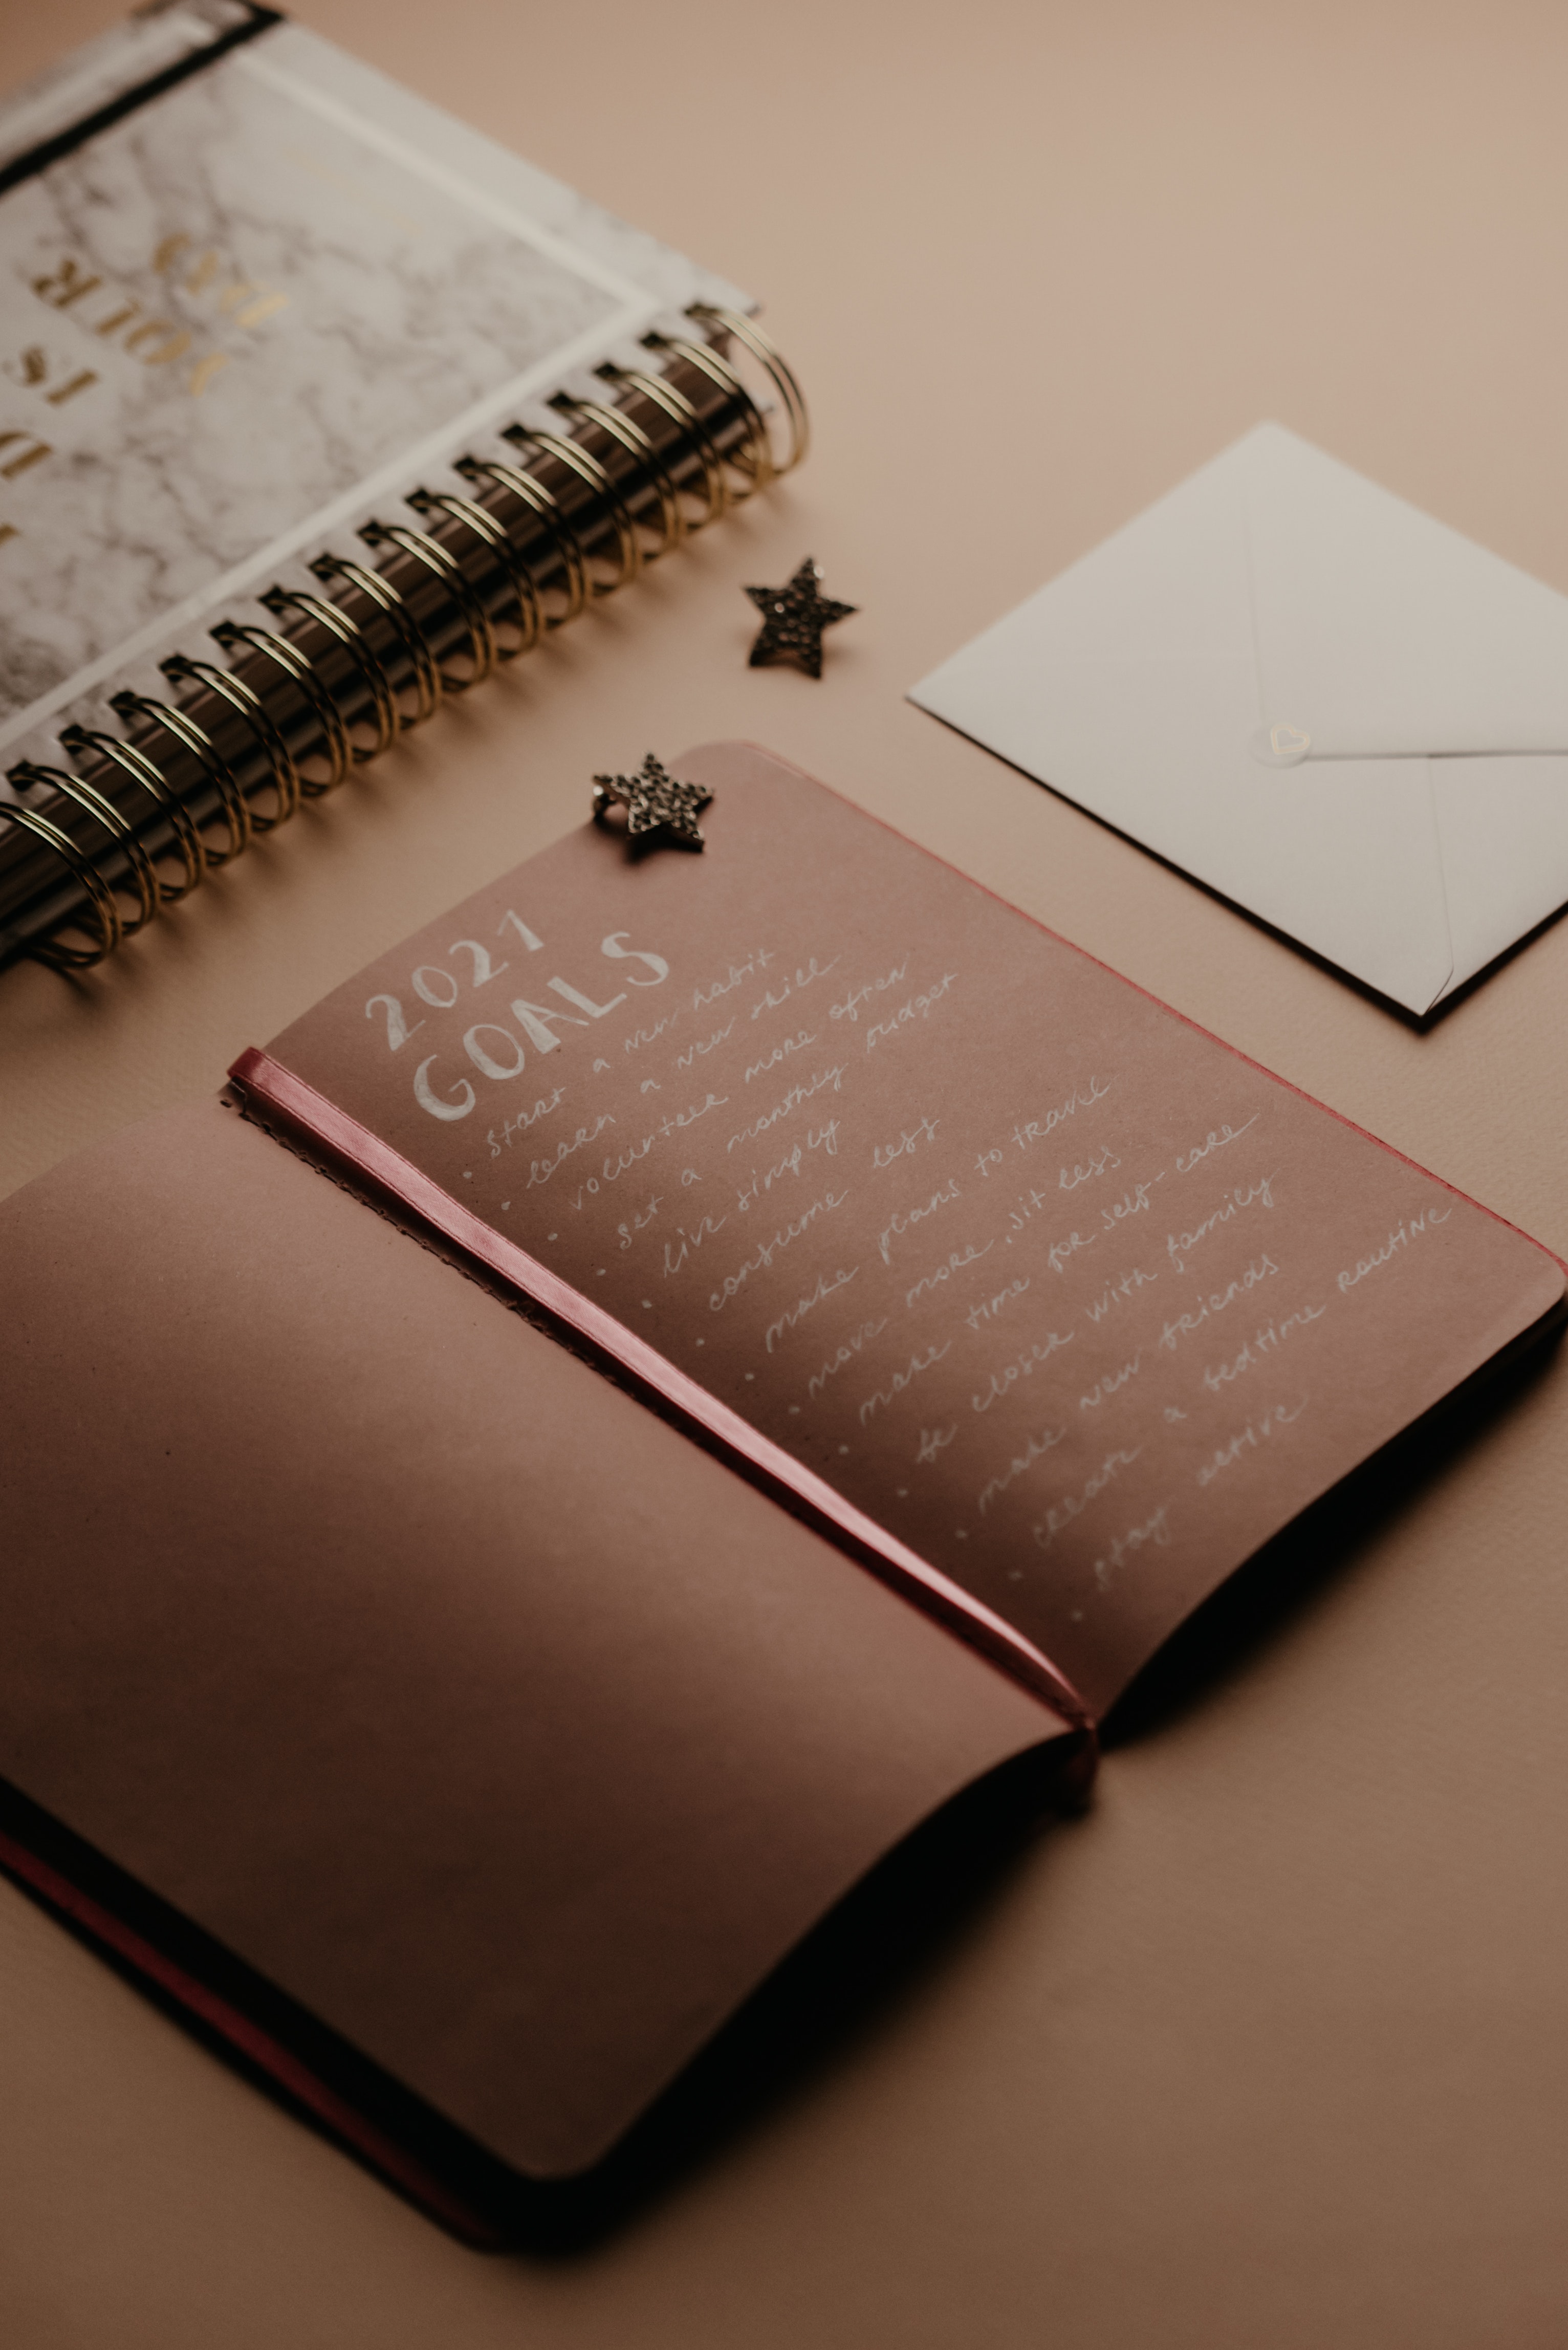 YOUR
IS
2021
GOALS
• start a new habit
• learn a new skill
• volunteer more often
• set a monthly budget
• live simply
• consume less
• make plans to travel
• move more, sit less
• make time for self-care
• be closer with family
• make new friends
• create a bedtime routine
• stay active